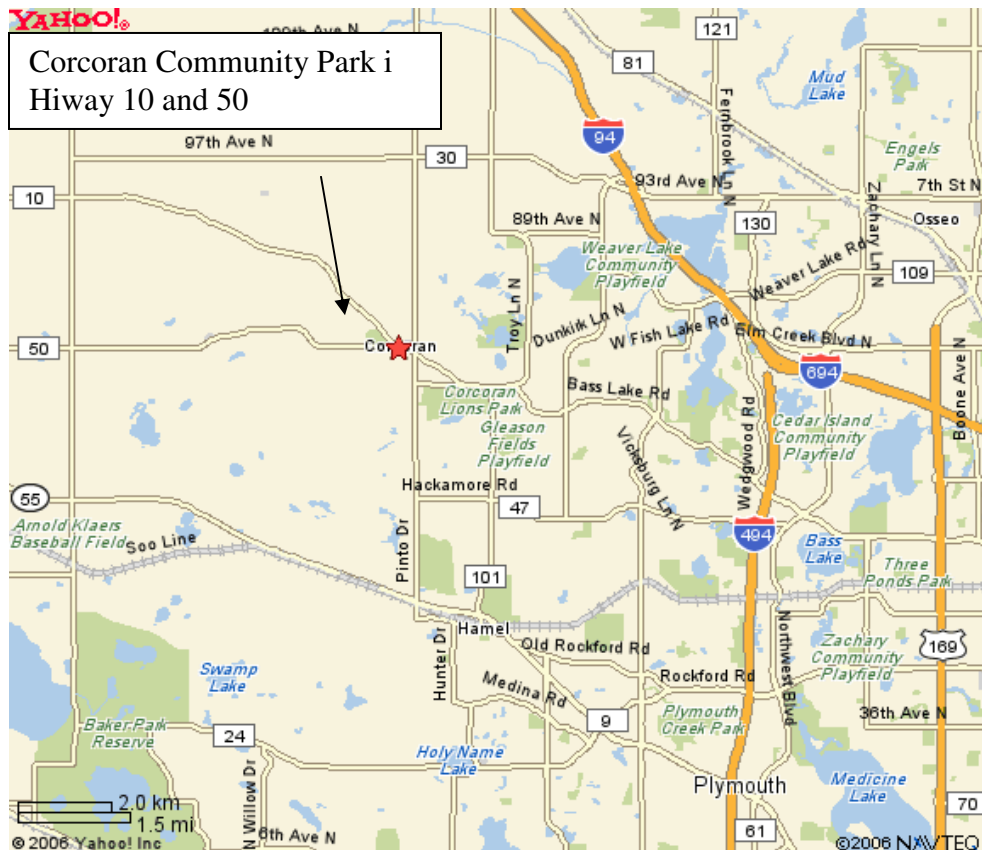 YAHOO!®
Corcoran Community Park i
Hiway 10 and 50
121
81
Mud
Lake
Fernbrook Ln N
94
97th Ave N
30
Engels
Park
93rd Ave N
7th St N
10
89th Ave N
130
Zachary Ln N
Osseo
Weaver Lake
Community
Playfield
Weaver Lake Rd
109
Troy Ln N
Dunkirk Ln N
W Fish Lake Rd
Elm Creek Blvd N
50
Corcoran
694
Boone Ave N
Bass Lake Rd
Corcoran
Lions Park
Gleason
Fields
Playfield
Wedgwood Rd
Cedar Island
Community
Playfield
Vicksburg Ln N
Hackamore Rd
55
47
Arnold Klaers
Baseball Field
Soo Line
Pinto Dr
494
Bass
Lake
Three
Ponds Park
101
Hamel
Hunter Dr
Old Rockford Rd
Northwest Blvd
Zachary
Community
Playfield
169
Swamp
Lake
Medina Rd
Rockford Rd
Baker Park
Reserve
24
9
Plymouth
Creek Park
36th Ave N
Holy Name
Lake
N Willow Dr
Plymouth
Medicine
Lake
2.0 km
1.5 mi
70
6th Ave N
61
©2006 Yahoo! Inc
©2006 NAVTEQ